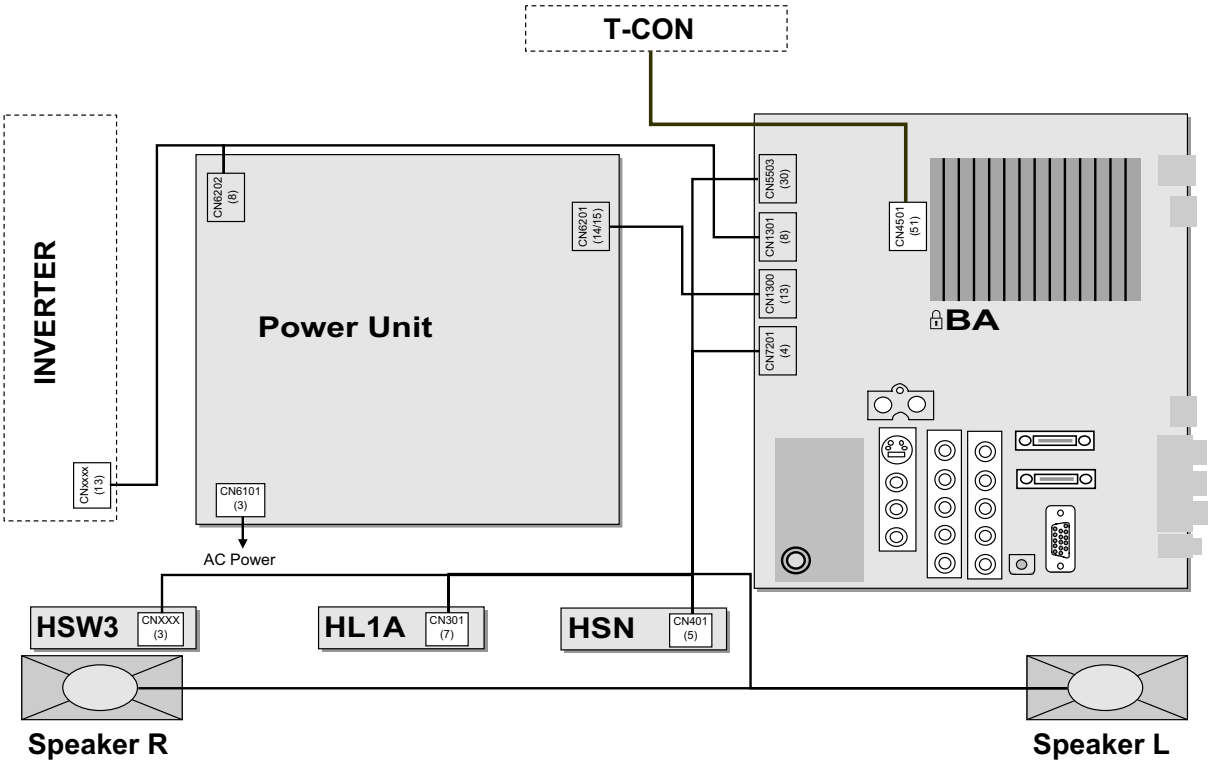 T-CON
INVERTER
CNxxxx
(13)
CN6202
(8)
CN6201
(14/15)
Power Unit
CN6101
(3)
AC Power
CN5503
(30)
CN1301
(8)
CN1300
(13)
CN7201
(4)
CN4501
(51)
BA
HSW3
CNXXX
(3)
HL1A
CN301
(7)
HSN
CN401
(5)
Speaker R
Speaker L